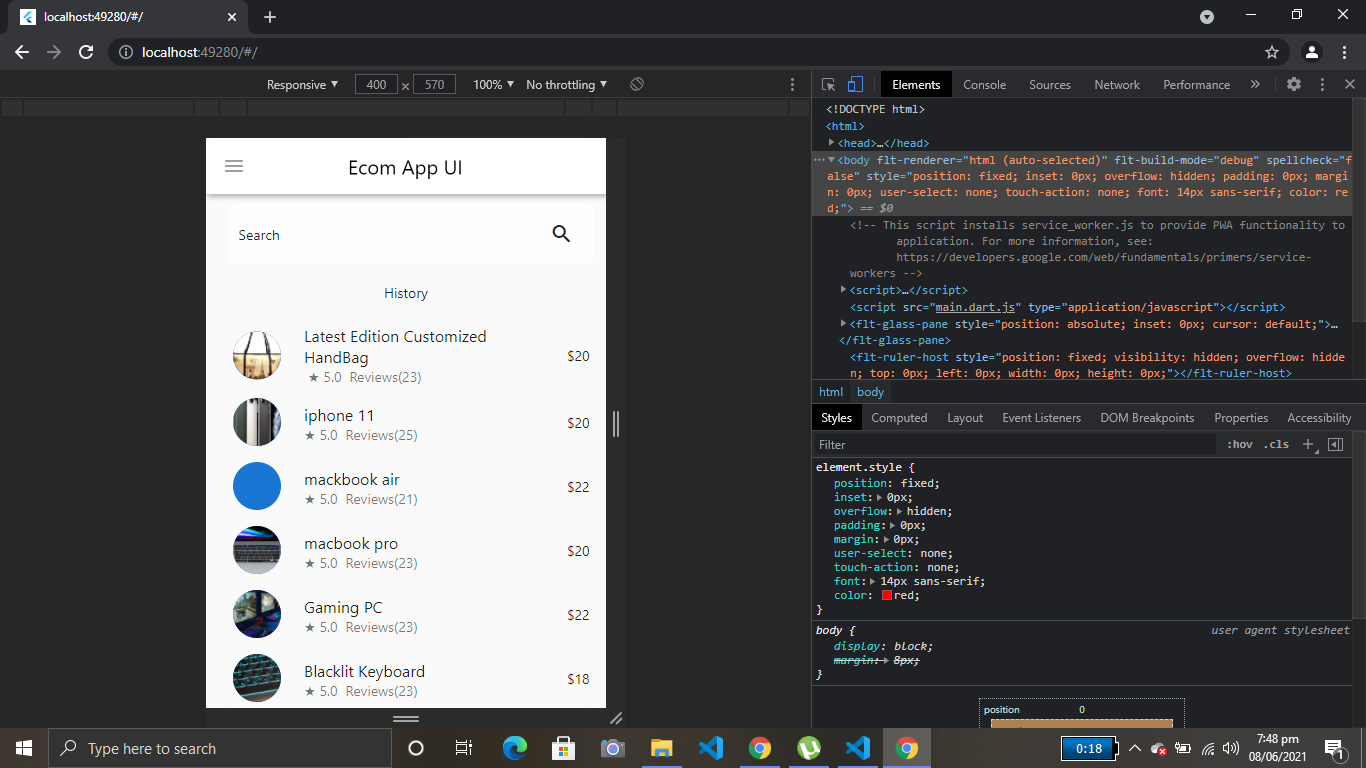 localhost:49280/#/
localhost:49280/#/
Responsive 400 × 570 100% No throttling
Elements Console Sources Network Performance
<!DOCTYPE html>
<html>
<head>…</head>
<body flt-renderer="html (auto-selected)" flt-build-mode="debug" spellcheck="f
alse" style="position: fixed; inset: 0px; overflow: hidden; padding: 0px; margi
n: 0px; user-select: none; touch-action: none; font: 14px sans-serif; color: re
d;"> == $0
<!-- This script installs service_worker.js to provide PWA functionality to
application. For more information, see:
https://developers.google.com/web/fundamentals/primers/service-
workers -->
<script>…</script>
<script src="main.dart.js" type="application/javascript"></script>
<flt-glass-pane style="position: absolute; inset: 0px; cursor: default;">…
</flt-glass-pane>
<flt-ruler-host style="position: fixed; visibility: hidden; overflow: hidde
n; top: 0px; left: 0px; width: 0px; height: 0px;"></flt-ruler-host>
html body
Styles Computed Layout Event Listeners DOM Breakpoints Properties Accessibility
Filter :hov .cls
element.style {
position: fixed;
inset: 0px;
overflow: hidden;
padding: 0px;
margin: 0px;
user-select: none;
touch-action: none;
font: 14px sans-serif;
color: red;
}
body { user agent stylesheet
display: block;
margin: 8px;
}
position 0
Ecom App UI
Search
History
Latest Edition Customized
HandBag
★ 5.0 Reviews(23)
$20
iphone 11
★ 5.0 Reviews(25)
$20
mackbook air
★ 5.0 Reviews(21)
$22
macbook pro
★ 5.0 Reviews(23)
$20
Gaming PC
★ 5.0 Reviews(23)
$22
Blacklit Keyboard
★ 5.0 Reviews(23)
$18
Type here to search
0:18
7:48 pm
08/06/2021
1